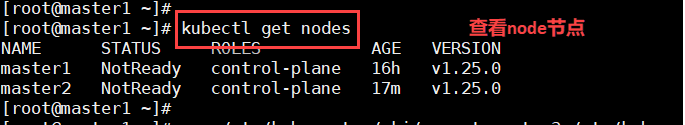 [root@master1 ~]#
[root@master1 ~]# kubectl get nodes 查看node节点
NAME STATUS ROLES AGE VERSION
master1 NotReady control-plane 16h v1.25.0
master2 NotReady control-plane 17m v1.25.0
[root@master1 ~]#